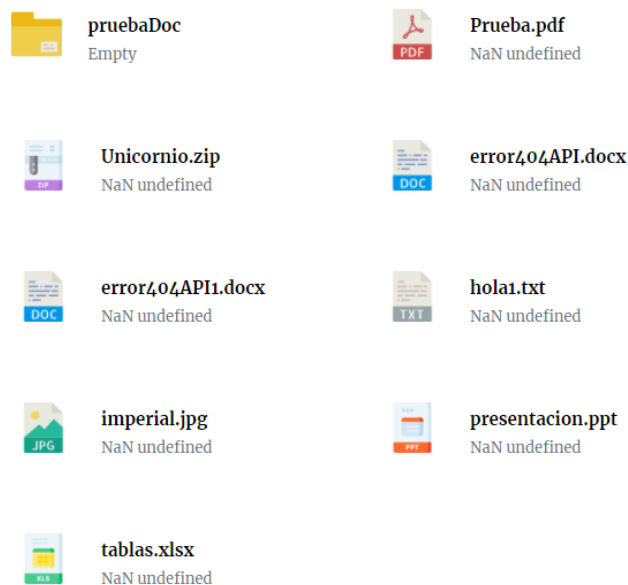 pruebaDoc
Empty
Prueba.pdf
NaN undefined
PDF
Unicornio.zip
NaN undefined
ZIP
error404API.docx
NaN undefined
DOC
error404API1.docx
NaN undefined
DOC
hola1.txt
NaN undefined
TXT
imperial.jpg
NaN undefined
JPG
presentacion.ppt
NaN undefined
PPT
tablas.xlsx
NaN undefined
XLS